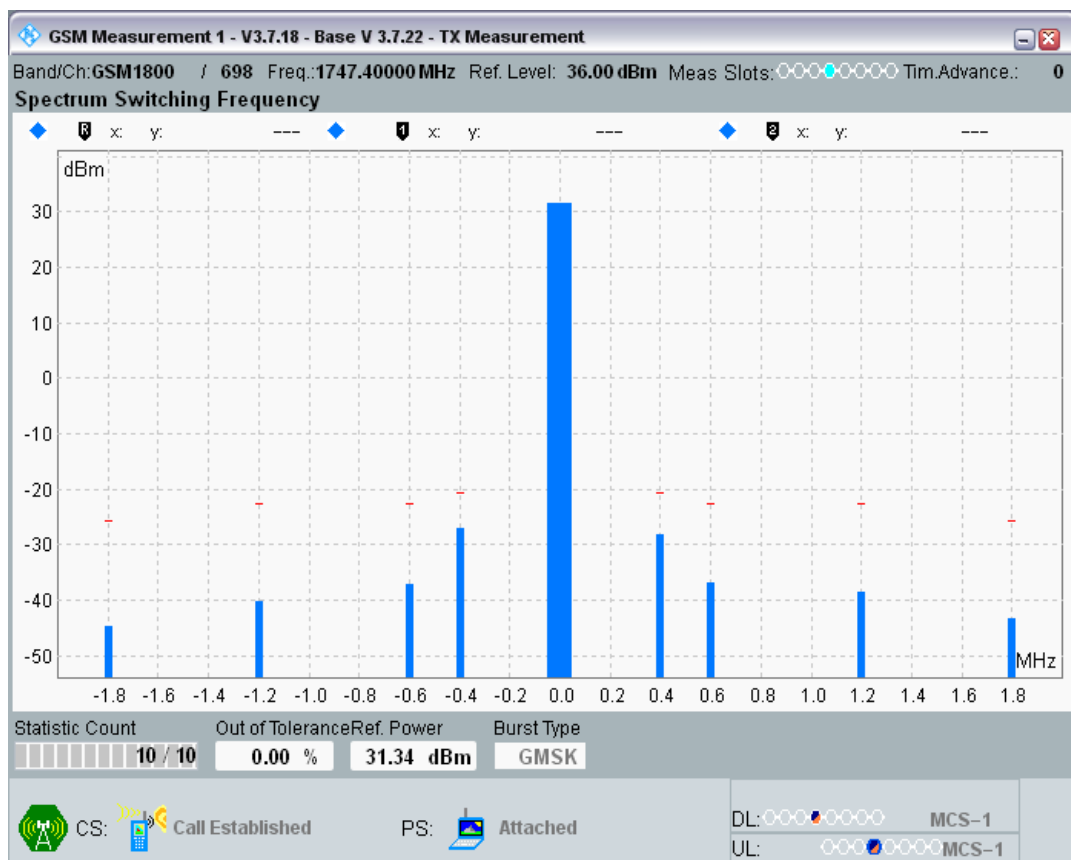 GSM Measurement 1 - V3.7.18 - Base V 3.7.22 - TX Measurement
Band/Ch:GSM1800 / 698 Freq.:1747.40000 MHz Ref. Level: 36.00 dBm Meas Slots: Tim.Advance.: 0
Spectrum Switching Frequency
R x: y: --- 1 x: y: --- 2 x: y: ---
dBm
30
20
10
0
-10
-20
-30
-40
-50
MHz
-1.8 -1.6 -1.4 -1.2 -1.0 -0.8 -0.6 -0.4 -0.2 0.0 0.2 0.4 0.6 0.8 1.0 1.2 1.4 1.6 1.8
Statistic Count Out of Tolerance Ref. Power Burst Type
10 / 10 0.00 % 31.34 dBm GMSK
CS: Call Established PS: Attached
DL: MCS-1
UL: MCS-1